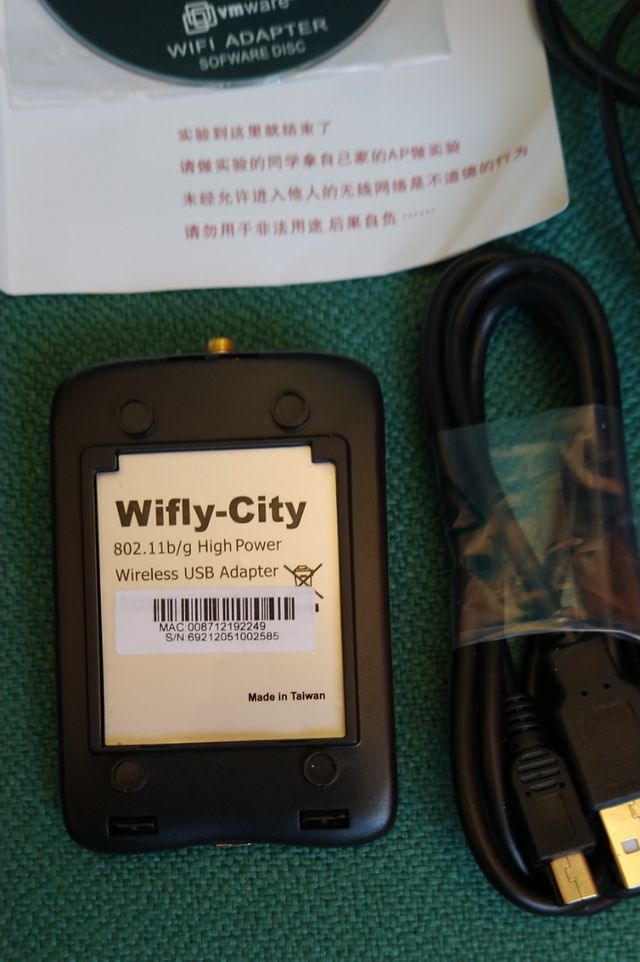 vmware
WIFI ADAPTER
SOFWARE DISC
实验到这里就结束了
请做实验的同学拿自己家的AP做实验
未经允许进入他人的无线网络是不道德的行为
请勿用于非法用途 后果自负 ……
Wifly-City
802.11b/g High Power
Wireless USB Adapter
MAC:008712192249
S/N:69212051002585
Made in Taiwan